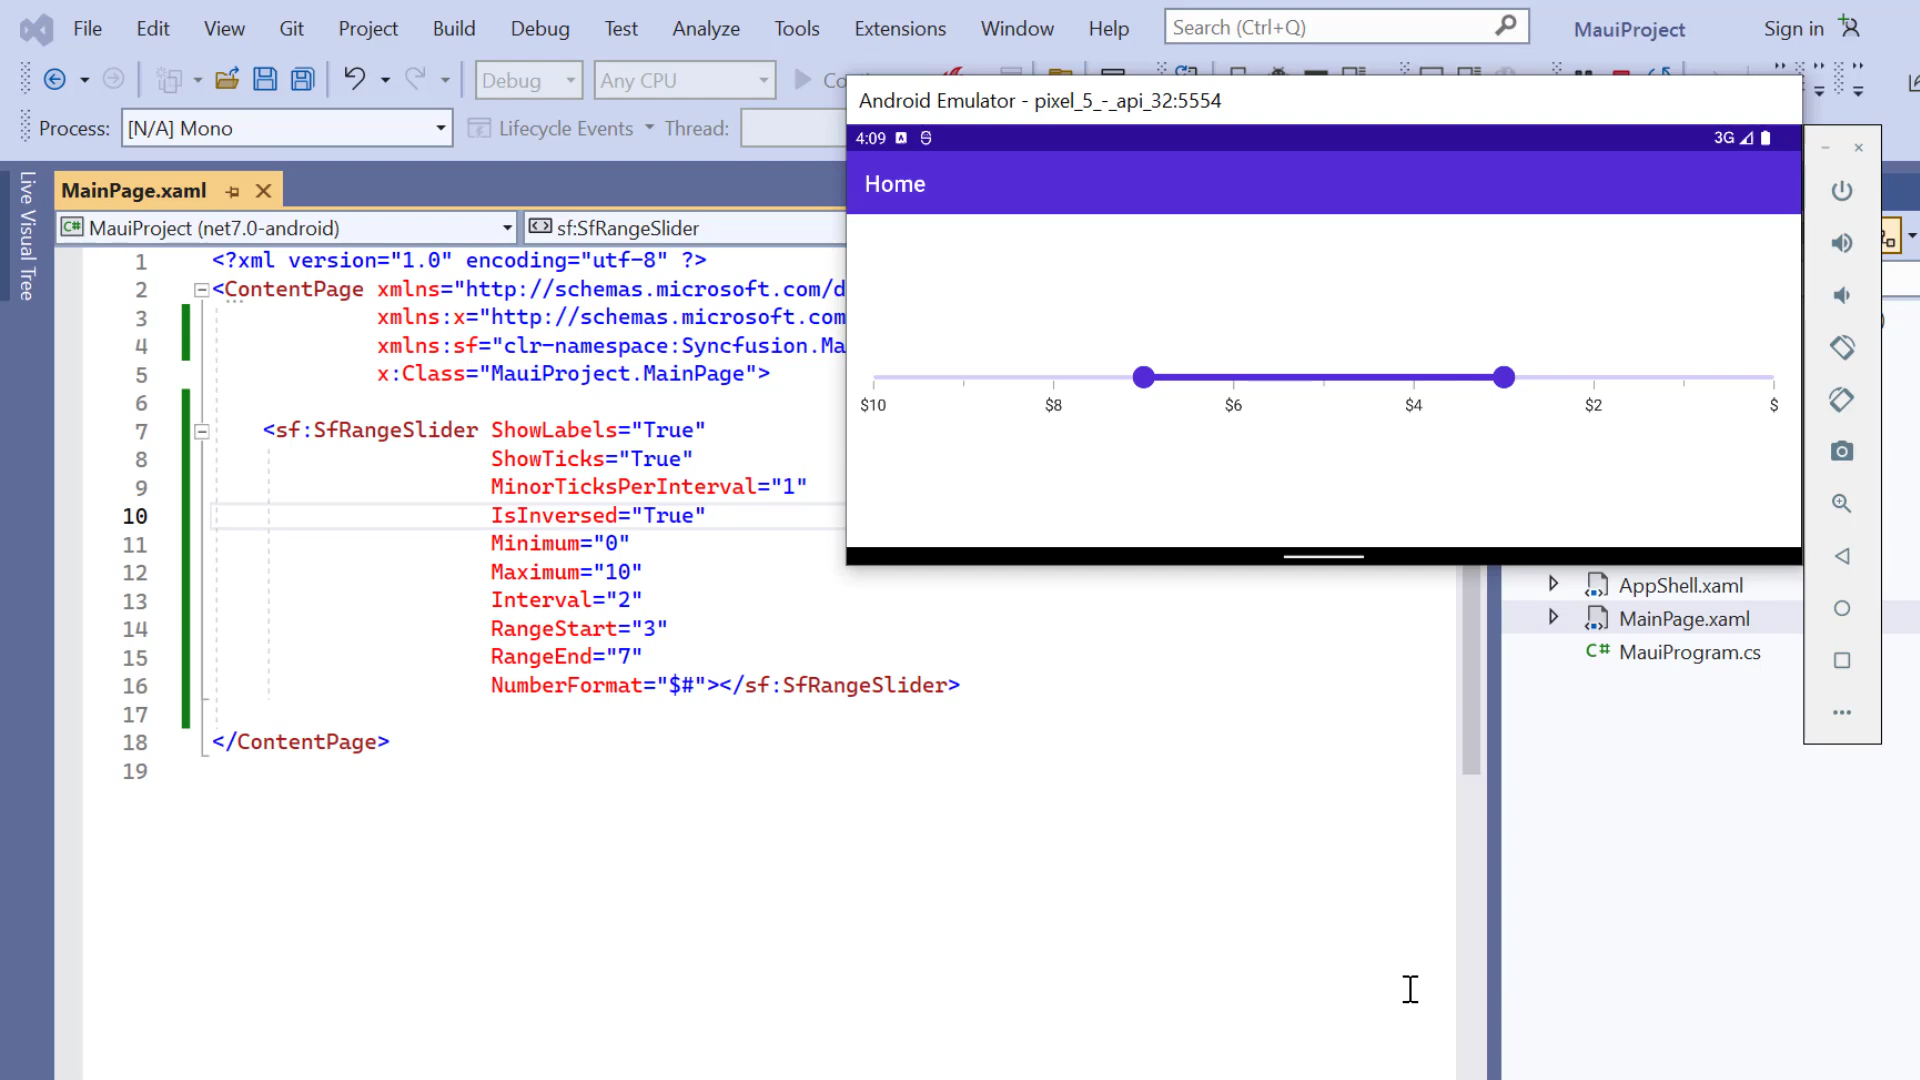 File Edit View Git Project Build Debug Test Analyze Tools Extensions Window Help Search (Ctrl+Q) MauiProject Sign in
Debug Any CPU
Process: [N/A] Mono Lifecycle Events Thread:
Live Visual Tree
MainPage.xaml
MauiProject (net7.0-android) sf:SfRangeSlider
1 <?xml version="1.0" encoding="utf-8" ?>
2 <ContentPage xmlns="http://schemas.microsoft.com/d
3 xmlns:x="http://schemas.microsoft.com
4 xmlns:sf="clr-namespace:Syncfusion.Ma
5 x:Class="MauiProject.MainPage">
6
7 <sf:SfRangeSlider ShowLabels="True"
8 ShowTicks="True"
9 MinorTicksPerInterval="1"
10 IsInversed="True"
11 Minimum="0"
12 Maximum="10"
13 Interval="2"
14 RangeStart="3"
15 RangeEnd="7"
16 NumberFormat="$#"></sf:SfRangeSlider>
17
18 </ContentPage>
19
Android Emulator - pixel_5_-_api_32:5554
4:09 3G
Home
$10 $8 $6 $4 $2 $
AppShell.xaml
MainPage.xaml
C# MauiProgram.cs